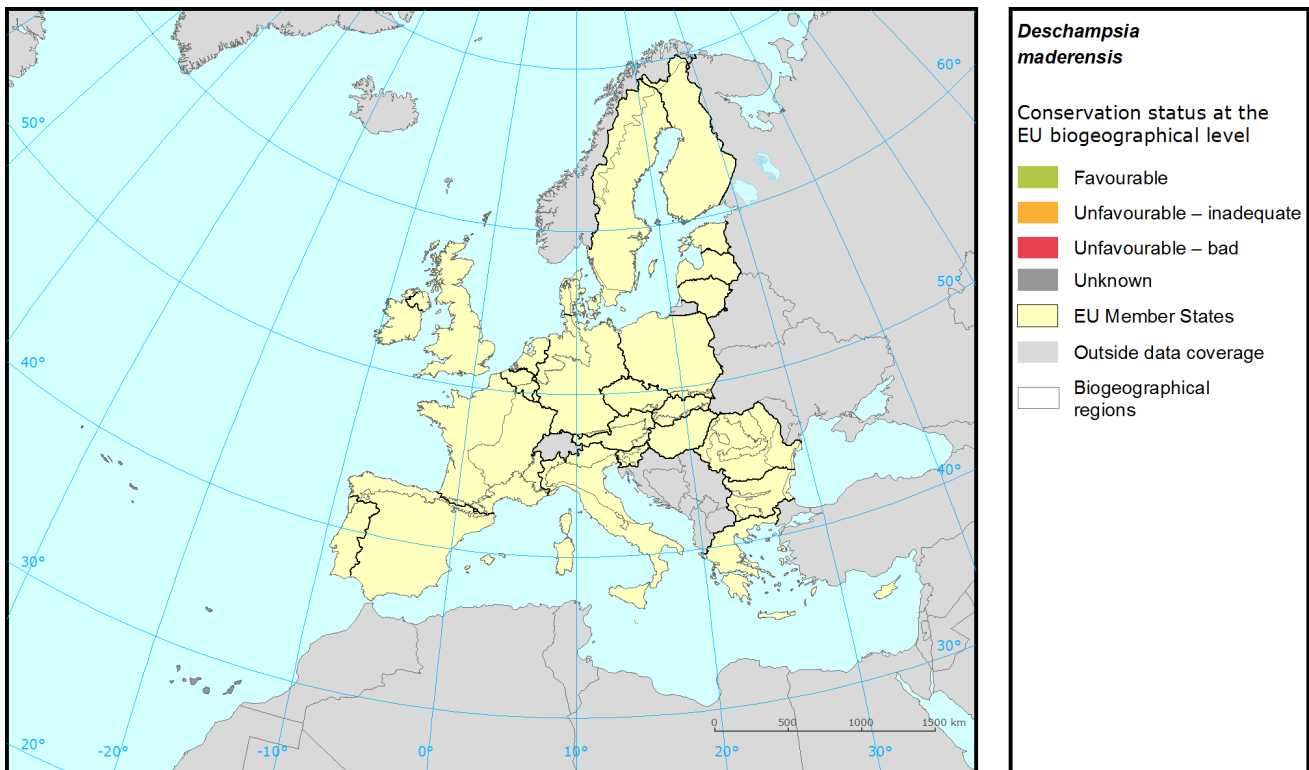 60°
50°
50°
40°
40°
30°
30°
0 500 1000 1500 km
20° -20° -10° 0° 10° 20° 30°
Deschampsia
maderensis
Conservation status at the
EU biogeographical level
Favourable
Unfavourable – inadequate
Unfavourable – bad
Unknown
EU Member States
Outside data coverage
Biogeographical
regions